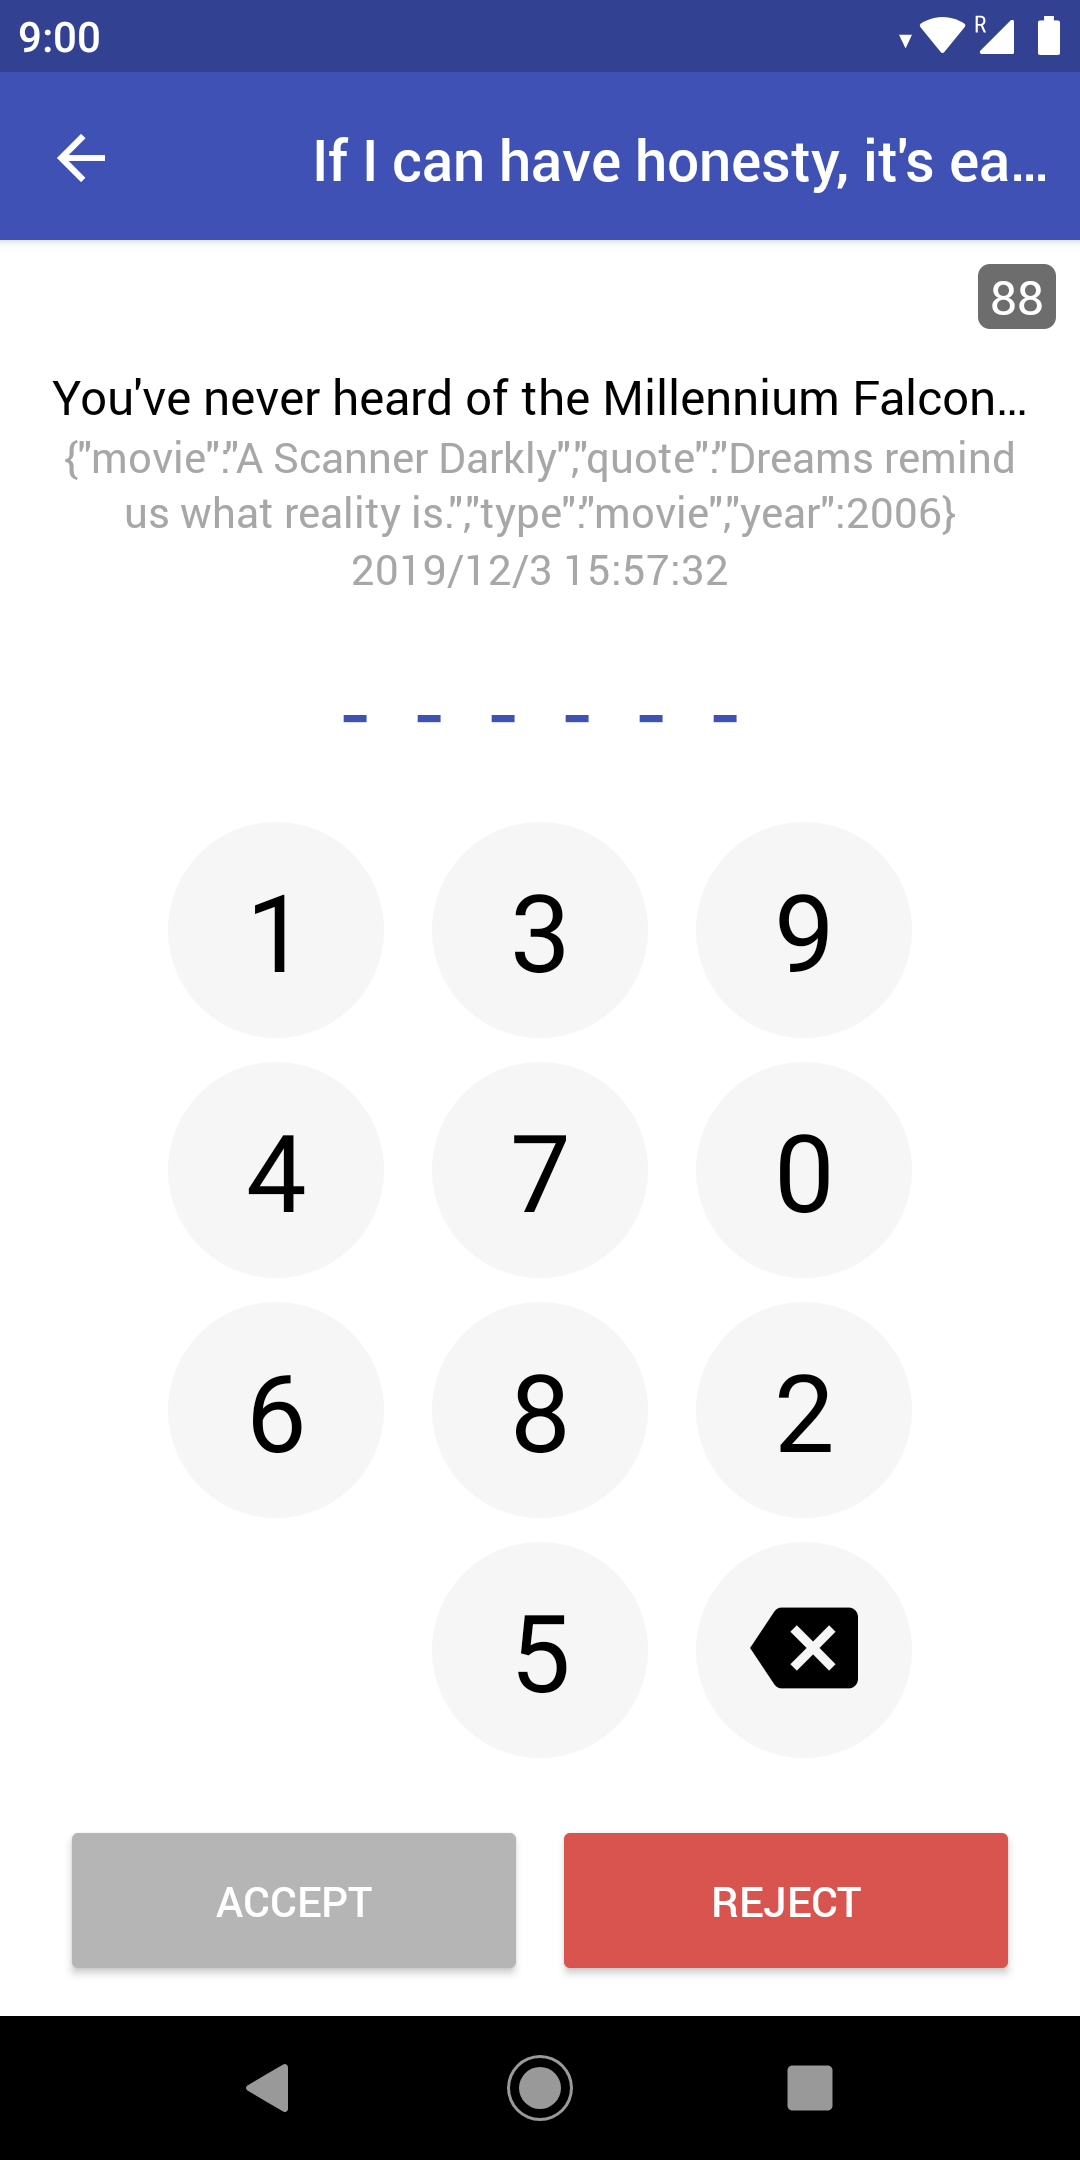 9:00
R
If I can have honesty, it's ea...
88
You've never heard of the Millennium Falcon...
{"movie":"A Scanner Darkly","quote":"Dreams remind
us what reality is.","type":"movie","year":2006}
2019/12/3 15:57:32
- - - - - -
1 3 9
4 7 0
6 8 2
5
ACCEPT REJECT